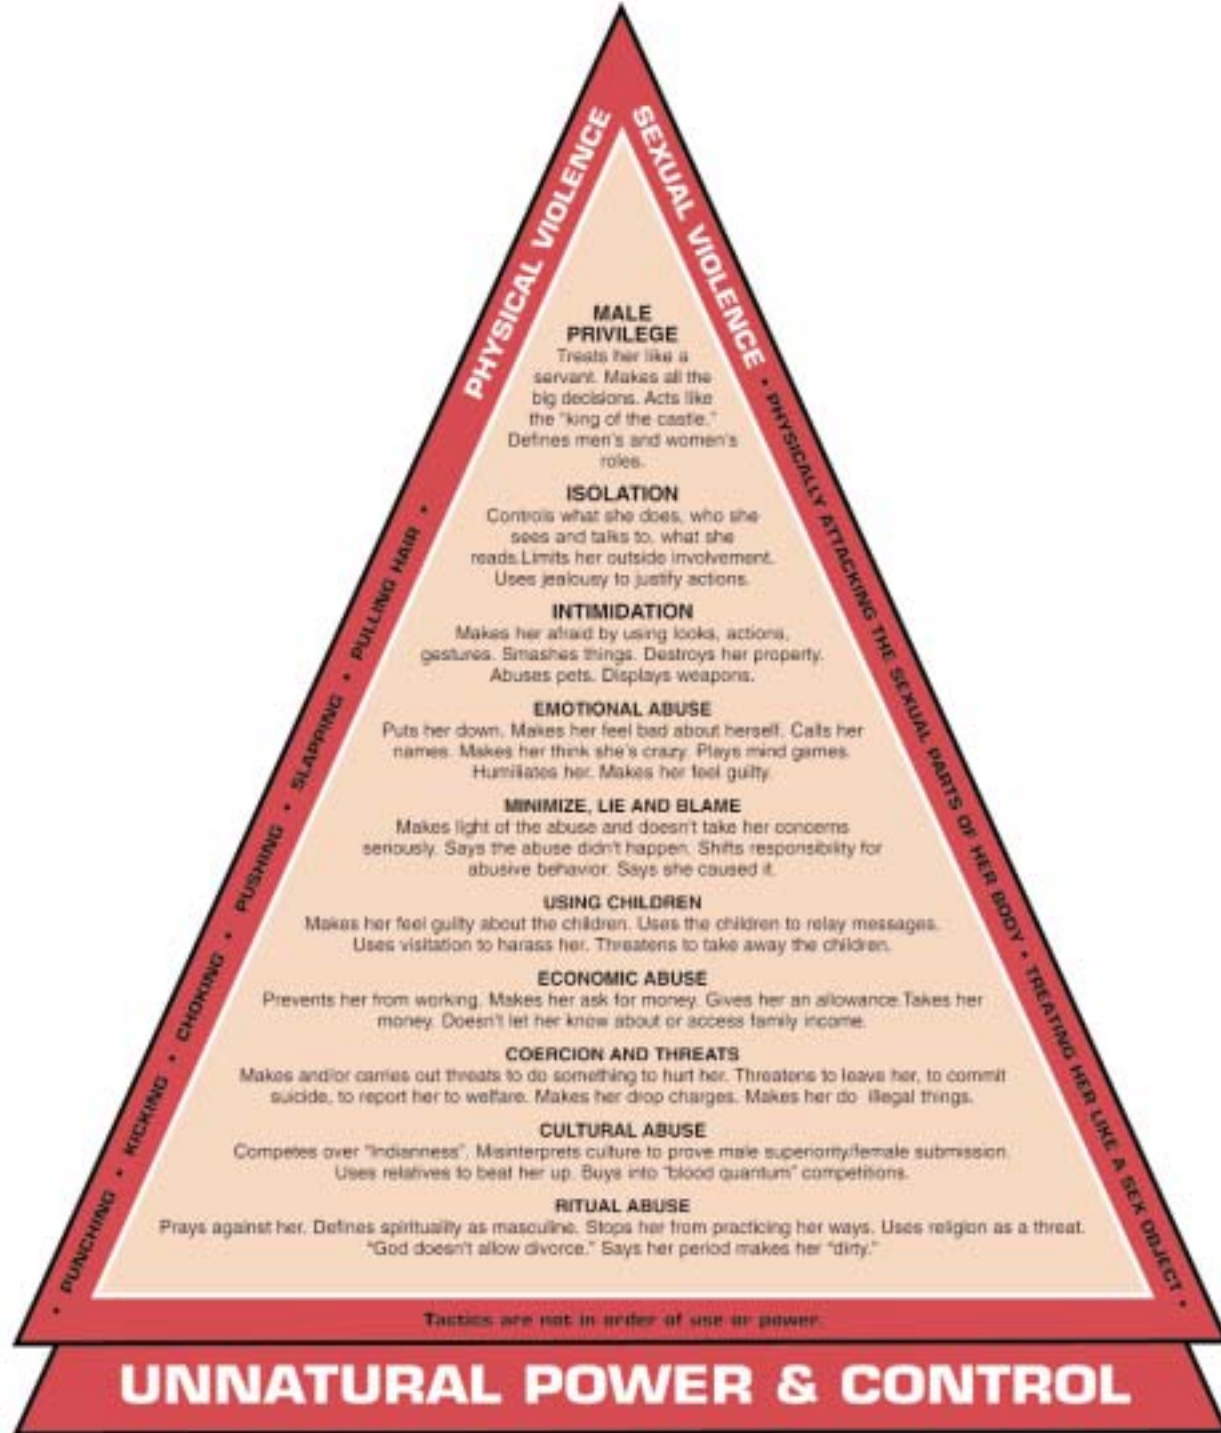 PHYSICAL VIOLENCE
• PUNCHING • KICKING • CHOKING • PUSHING • SLAPPING • PULLING HAIR •
SEXUAL VIOLENCE • PHYSICALLY ATTACKING THE SEXUAL PARTS OF HER BODY • TREATING HER LIKE A SEX OBJECT •
MALE
PRIVILEGE
Treats her like a
servant. Makes all the
big decisions. Acts like
the "king of the castle."
Defines men's and women's
roles.
ISOLATION
Controls what she does, who she
sees and talks to, what she
reads.Limits her outside involvement.
Uses jealousy to justify actions.
INTIMIDATION
Makes her afraid by using looks, actions,
gestures. Smashes things. Destroys her property.
Abuses pets. Displays weapons.
EMOTIONAL ABUSE
Puts her down. Makes her feel bad about herself. Calls her
names. Makes her think she's crazy. Plays mind games.
Humiliates her. Makes her feel guilty.
MINIMIZE, LIE AND BLAME
Makes light of the abuse and doesn't take her concerns
seriously. Says the abuse didn't happen. Shifts responsibility for
abusive behavior. Says she caused it.
USING CHILDREN
Makes her feel guilty about the children. Uses the children to relay messages.
Uses visitation to harass her. Threatens to take away the children.
ECONOMIC ABUSE
Prevents her from working. Makes her ask for money. Gives her an allowance.Takes her
money. Doesn't let her know about or access family income.
COERCION AND THREATS
Makes and/or carries out threats to do something to hurt her. Threatens to leave her, to commit
suicide, to report her to welfare. Makes her drop charges. Makes her do illegal things.
CULTURAL ABUSE
Competes over "Indianness". Misinterprets culture to prove male superiority/female submission.
Uses relatives to beat her up. Buys into "blood quantum" competitions.
RITUAL ABUSE
Prays against her. Defines spirituality as masculine. Stops her from practicing her ways. Uses religion as a threat.
"God doesn't allow divorce." Says her period makes her "dirty."
Tactics are not in order of use or power.
UNNATURAL POWER & CONTROL